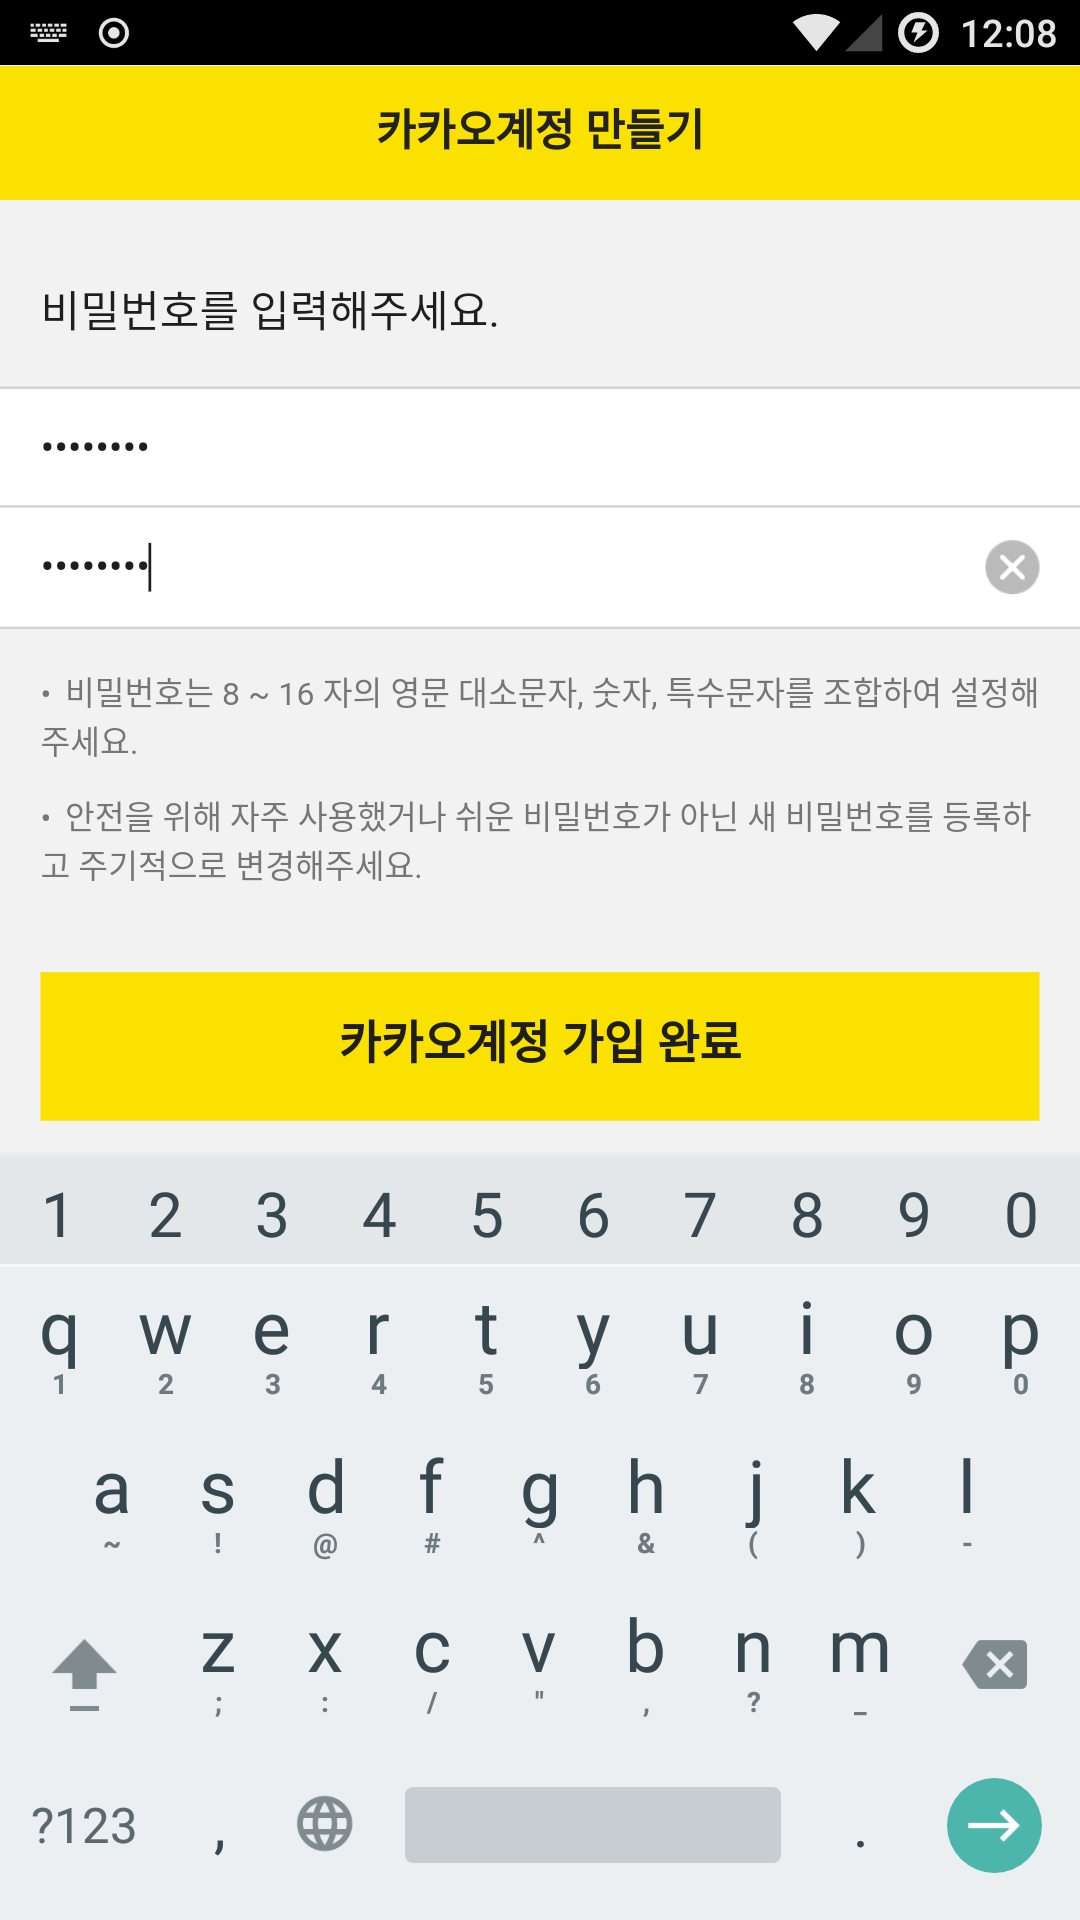 12:08
카카오계정 만들기
비밀번호를 입력해주세요.
••••••••
••••••••
• 비밀번호는 8 ~ 16 자의 영문 대소문자, 숫자, 특수문자를 조합하여 설정해
주세요.
• 안전을 위해 자주 사용했거나 쉬운 비밀번호가 아닌 새 비밀번호를 등록하
고 주기적으로 변경해주세요.
카카오계정 가입 완료
1 2 3 4 5 6 7 8 9 0
q w e r t y u i o p
1 2 3 4 5 6 7 8 9 0
a s d f g h j k l
~ ! @ # ^ & ( ) -
z x c v b n m
; : / " , ? _
?123 , .